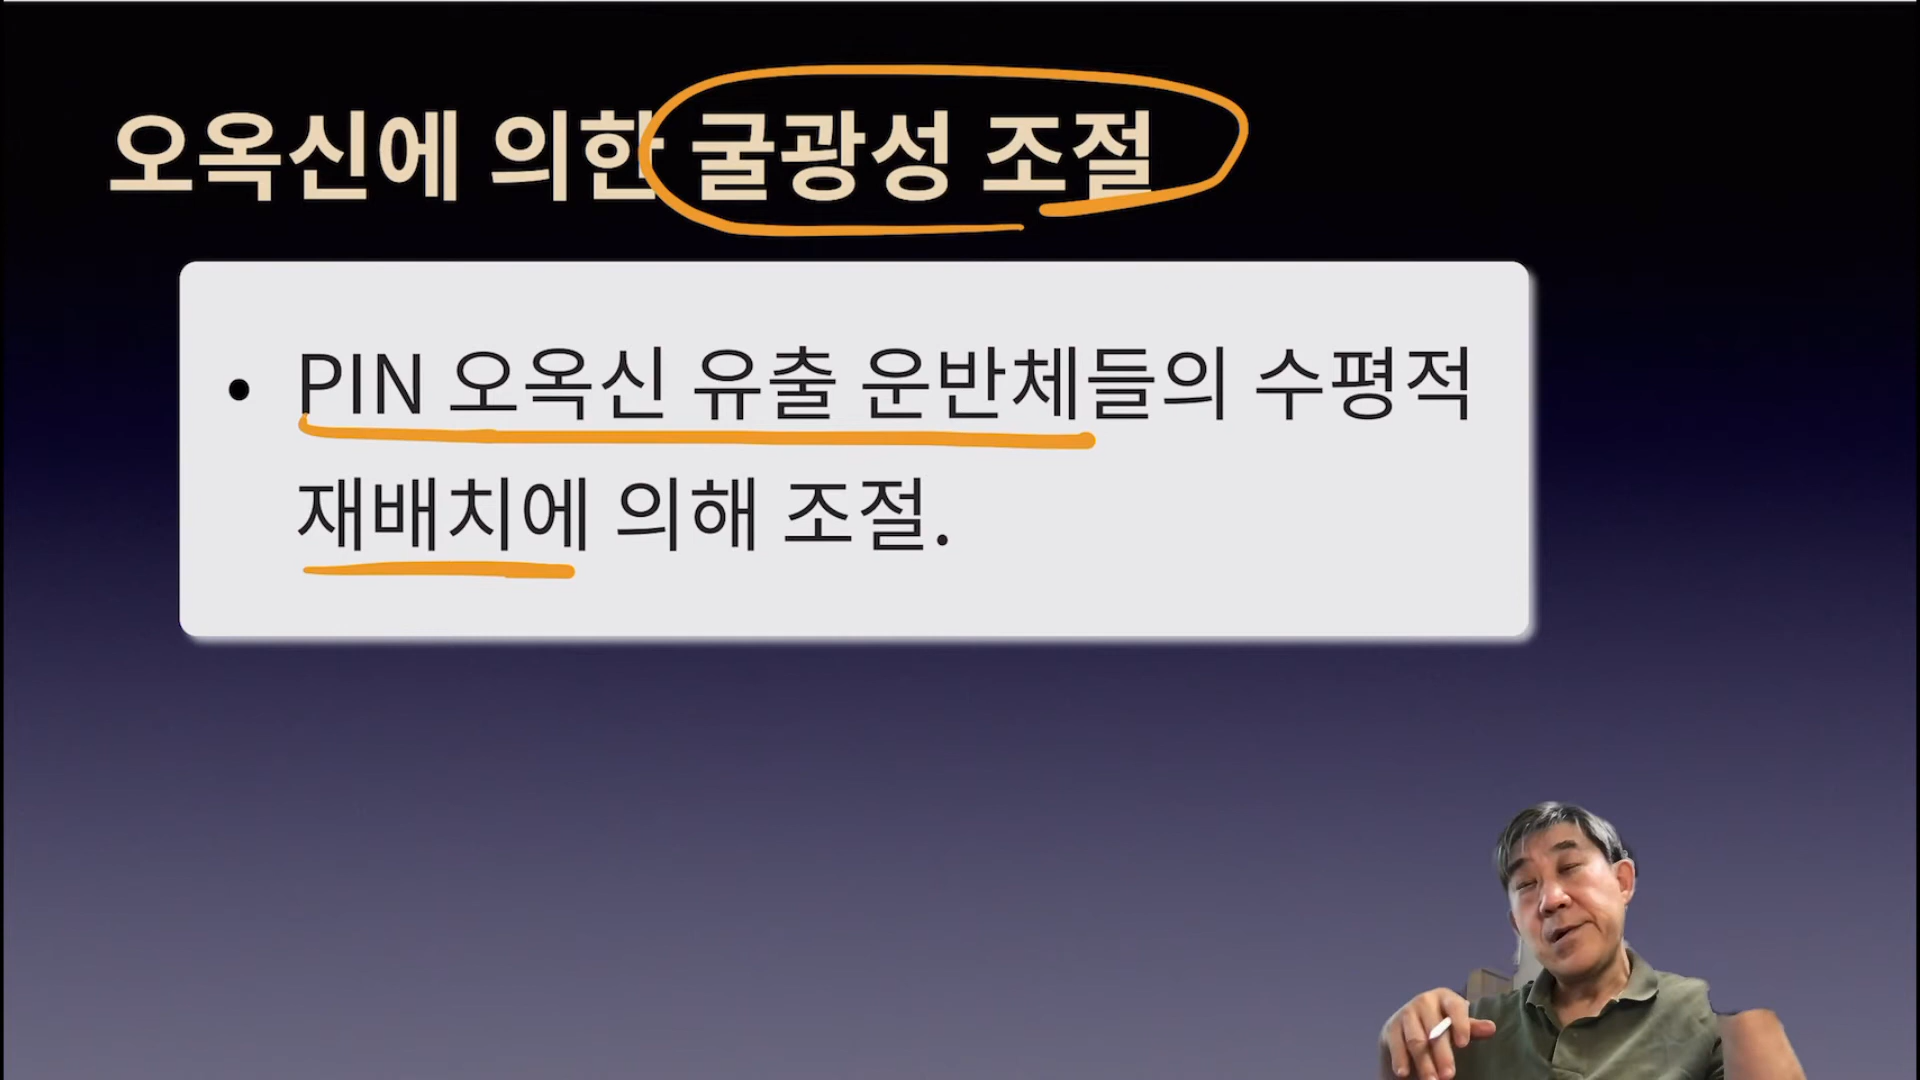 오옥신에 의한 굴광성 조절
• PIN 오옥신 유출 운반체들의 수평적
재배치에 의해 조절.